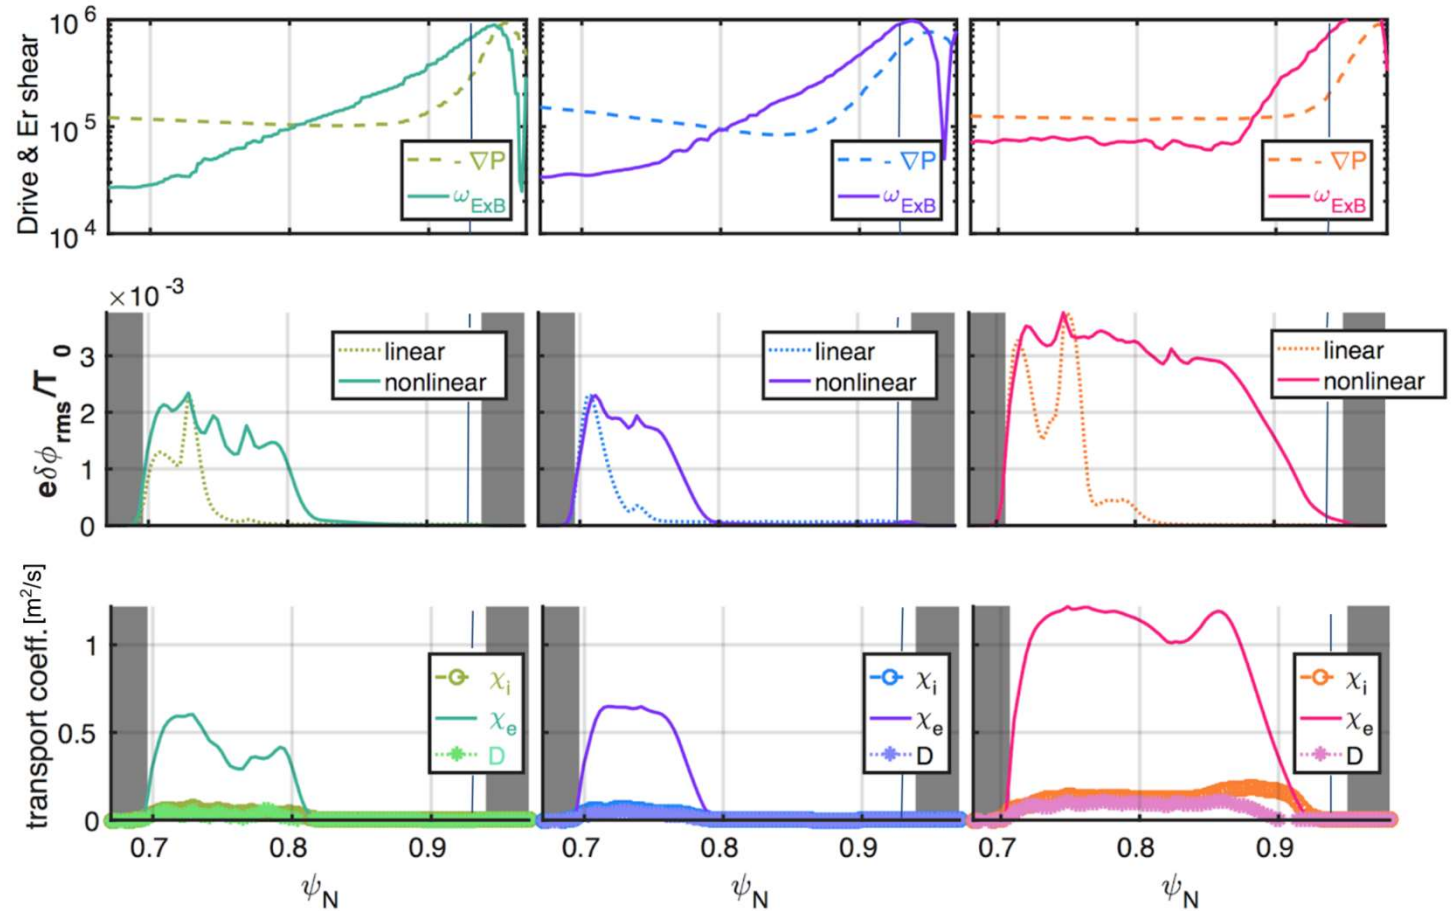 Drive & Er shear
10^6
10^5
10^4
∇P
ω_ExB
∇P
ω_ExB
∇P
ω_ExB
×10^-3
eδϕ_rms/T_0
3
2
1
0
linear
nonlinear
linear
nonlinear
linear
nonlinear
transport coeff. [m²/s]
1
0.5
0
χ_i
χ_e
D
χ_i
χ_e
D
χ_i
χ_e
D
0.7 0.8 0.9 0.7 0.8 0.9 0.7 0.8 0.9
ψ_N ψ_N ψ_N